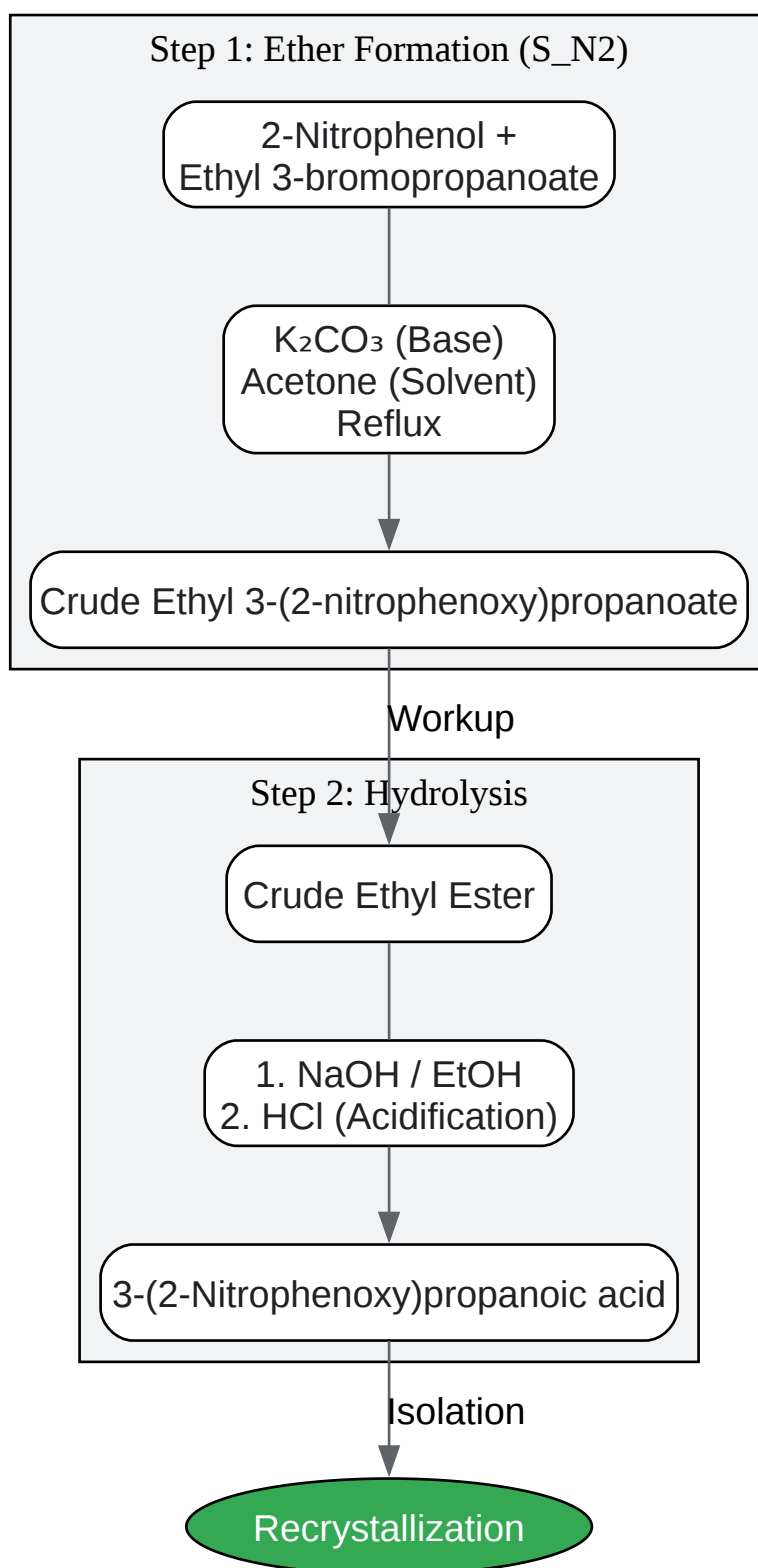 Step 1: Ether Formation (S_N2)
2-Nitrophenol +
Ethyl 3-bromopropanoate
K₂CO₃ (Base)
Acetone (Solvent)
Reflux
Crude Ethyl 3-(2-nitrophenoxy)propanoate
Workup
Step 2: Hydrolysis
Crude Ethyl Ester
1. NaOH / EtOH
2. HCl (Acidification)
3-(2-Nitrophenoxy)propanoic acid
Isolation
Recrystallization